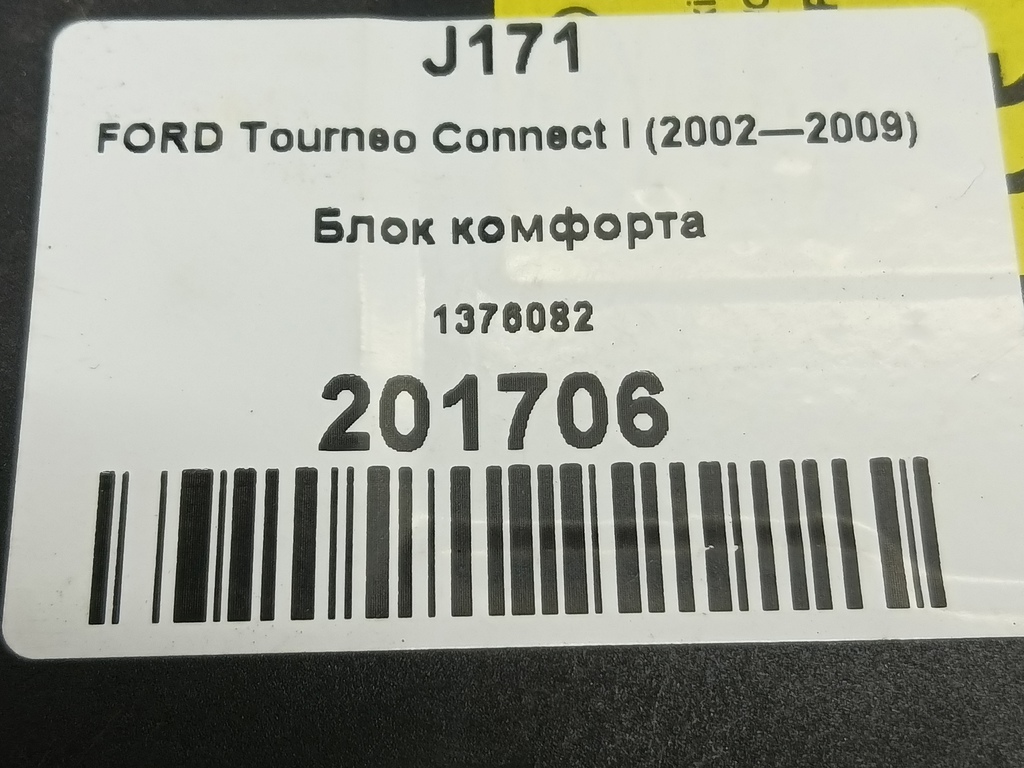 J171
FORD Tourneo Connect I (2002—2009)
Блок комфорта
1376082
201706